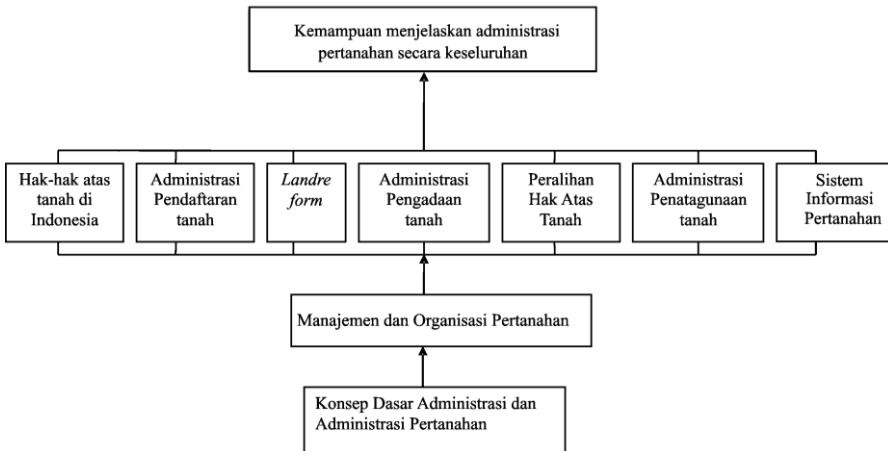 Kemampuan menjelaskan administrasi
pertanahan secara keseluruhan
Hak-hak atas
tanah di
Indonesia
Administrasi
Pendaftaran
tanah
Landre
form
Administrasi
Pengadaan
tanah
Peralihan
Hak Atas
Tanah
Administrasi
Penatagunaan
tanah
Sistem
Informasi
Pertanahan
Manajemen dan Organisasi Pertanahan
Konsep Dasar Administrasi dan
Administrasi Pertanahan